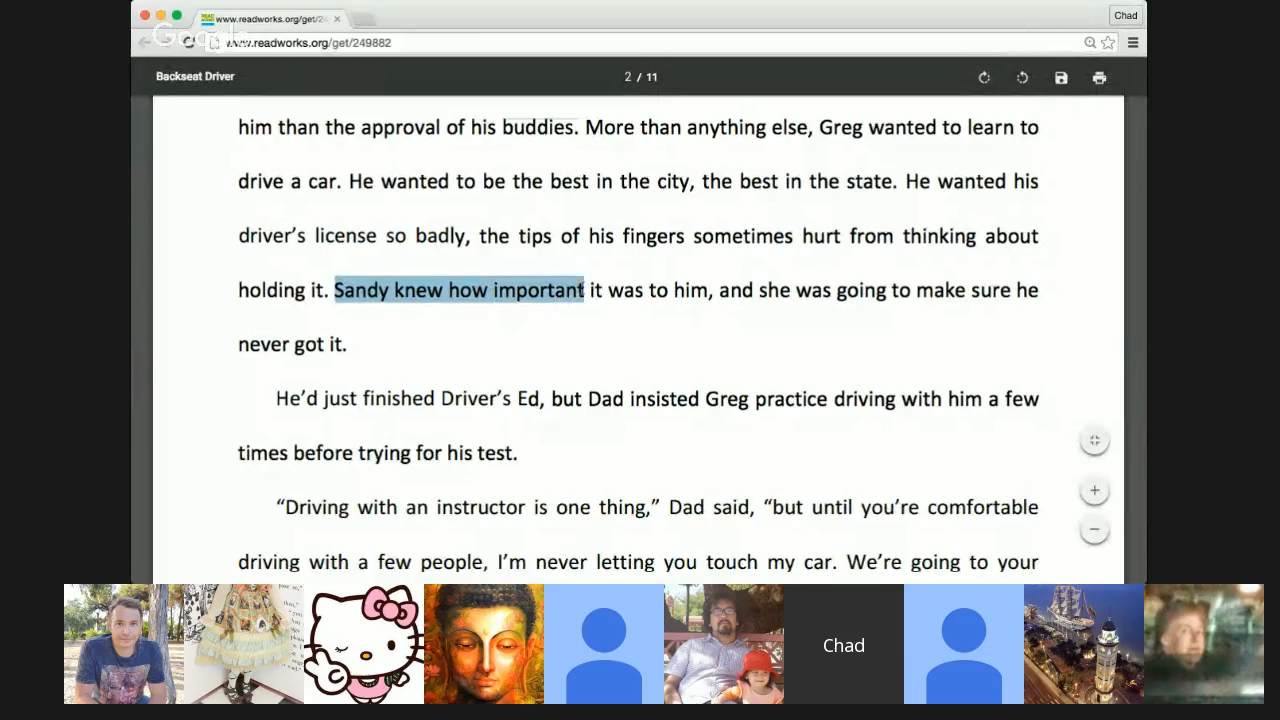 www.readworks.org/get/24
Chad
Google
www.readworks.org/get/249882
Backseat Driver
2 / 11
him than the approval of his buddies. More than anything else, Greg wanted to learn to
drive a car. He wanted to be the best in the city, the best in the state. He wanted his
driver’s license so badly, the tips of his fingers sometimes hurt from thinking about
holding it. Sandy knew how important it was to him, and she was going to make sure he
never got it.
He’d just finished Driver’s Ed, but Dad insisted Greg practice driving with him a few
times before trying for his test.
“Driving with an instructor is one thing,” Dad said, “but until you’re comfortable
driving with a few people, I’m never letting you touch my car. We’re going to your
Chad